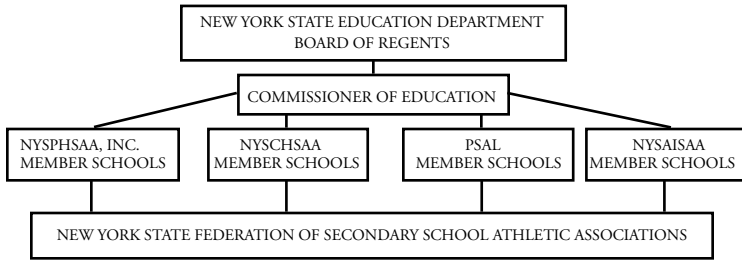 NEW YORK STATE EDUCATION DEPARTMENT
BOARD OF REGENTS
COMMISSIONER OF EDUCATION
NYSPHSAA, INC.
MEMBER SCHOOLS
NYSCHSAA
MEMBER SCHOOLS
PSAL
MEMBER SCHOOLS
NYSAISAA
MEMBER SCHOOLS
NEW YORK STATE FEDERATION OF SECONDARY SCHOOL ATHLETIC ASSOCIATIONS